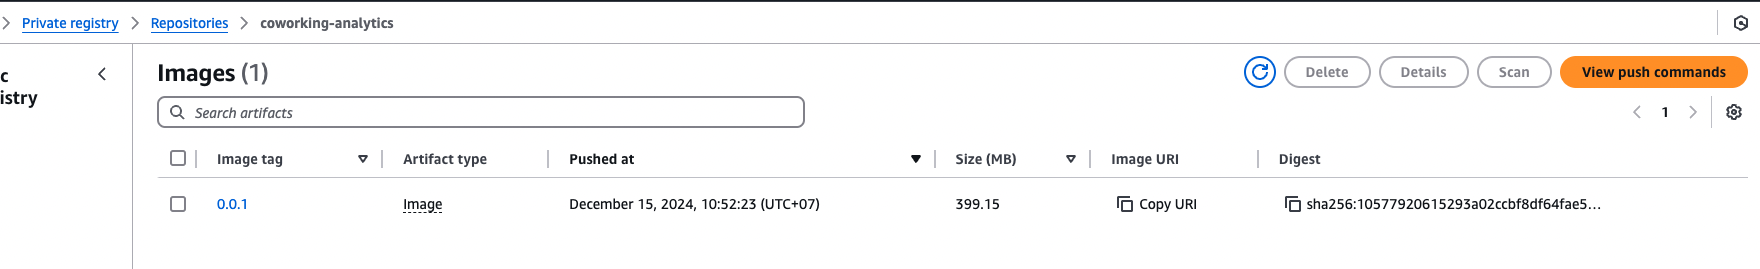 Private registry Repositories coworking-analytics
c
istry
Images (1)
Delete Details Scan View push commands
Search artifacts
1
Image tag Artifact type Pushed at Size (MB) Image URI Digest
0.0.1 Image December 15, 2024, 10:52:23 (UTC+07) 399.15 Copy URI sha256:10577920615293a02ccbf8df64fae5...